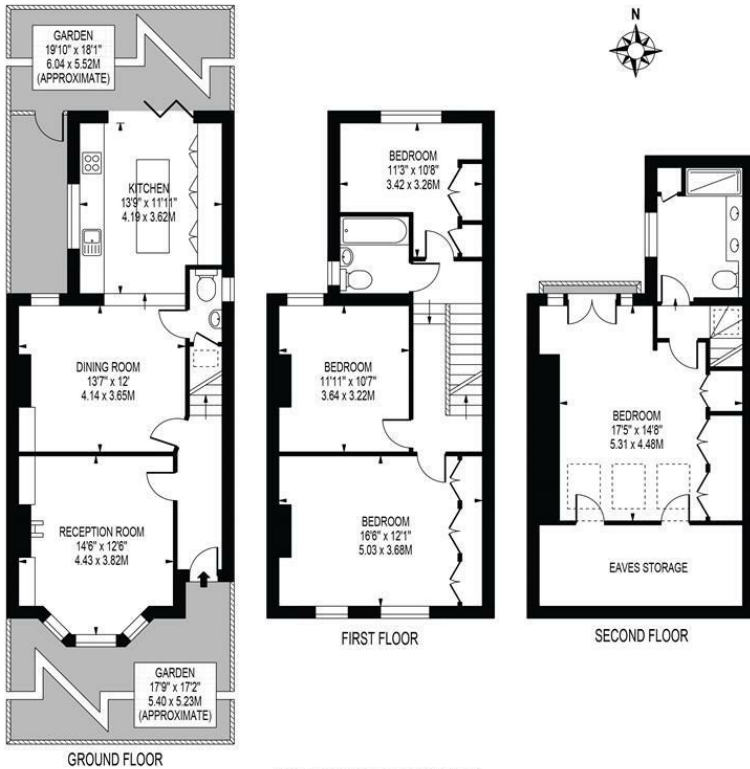 N
GARDEN
19'10" x 18'1"
6.04 x 5.52M
(APPROXIMATE)
KITCHEN
13'9" x 11'11"
4.19 x 3.62M
DINING ROOM
13'7" x 12'
4.14 x 3.65M
RECEPTION ROOM
14'6" x 12'6"
4.43 x 3.82M
GARDEN
17'9" x 17'2"
5.40 x 5.23M
(APPROXIMATE)
GROUND FLOOR
BEDROOM
11'3" x 10'8"
3.42 x 3.26M
BEDROOM
11'11" x 10'7"
3.64 x 3.22M
BEDROOM
16'6" x 12'1"
5.03 x 3.68M
FIRST FLOOR
BEDROOM
17'5" x 14'8"
5.31 x 4.48M
EAVES STORAGE
SECOND FLOOR